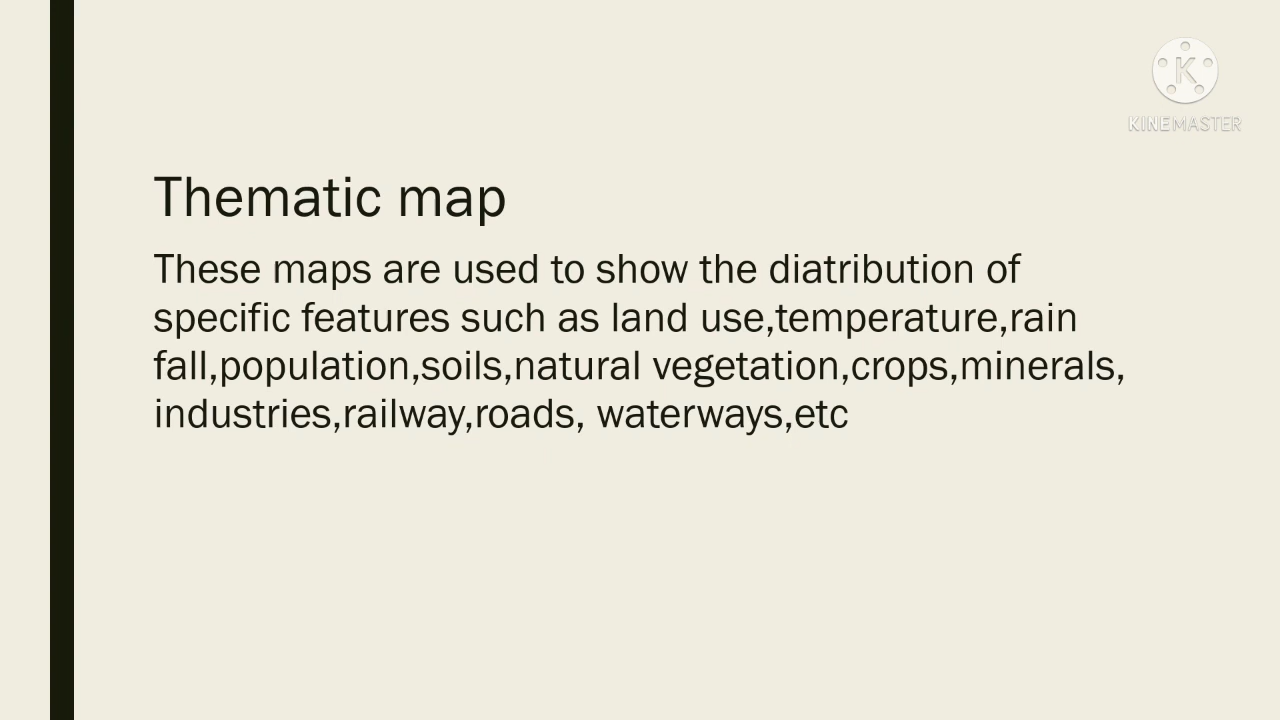 K
KINEMASTER
Thematic map
These maps are used to show the diatribution of
specific features such as land use,temperature,rain
fall,population,soils,natural vegetation,crops,minerals,
industries,railway,roads, waterways,etc